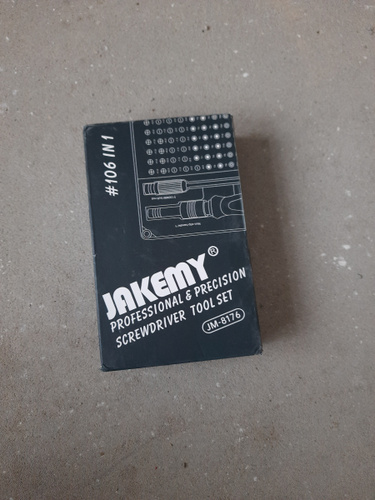 #106 IN 1
JAKEMY®
PROFESSIONAL & PRECISION
SCREWDRIVER TOOL SET
JM-8176